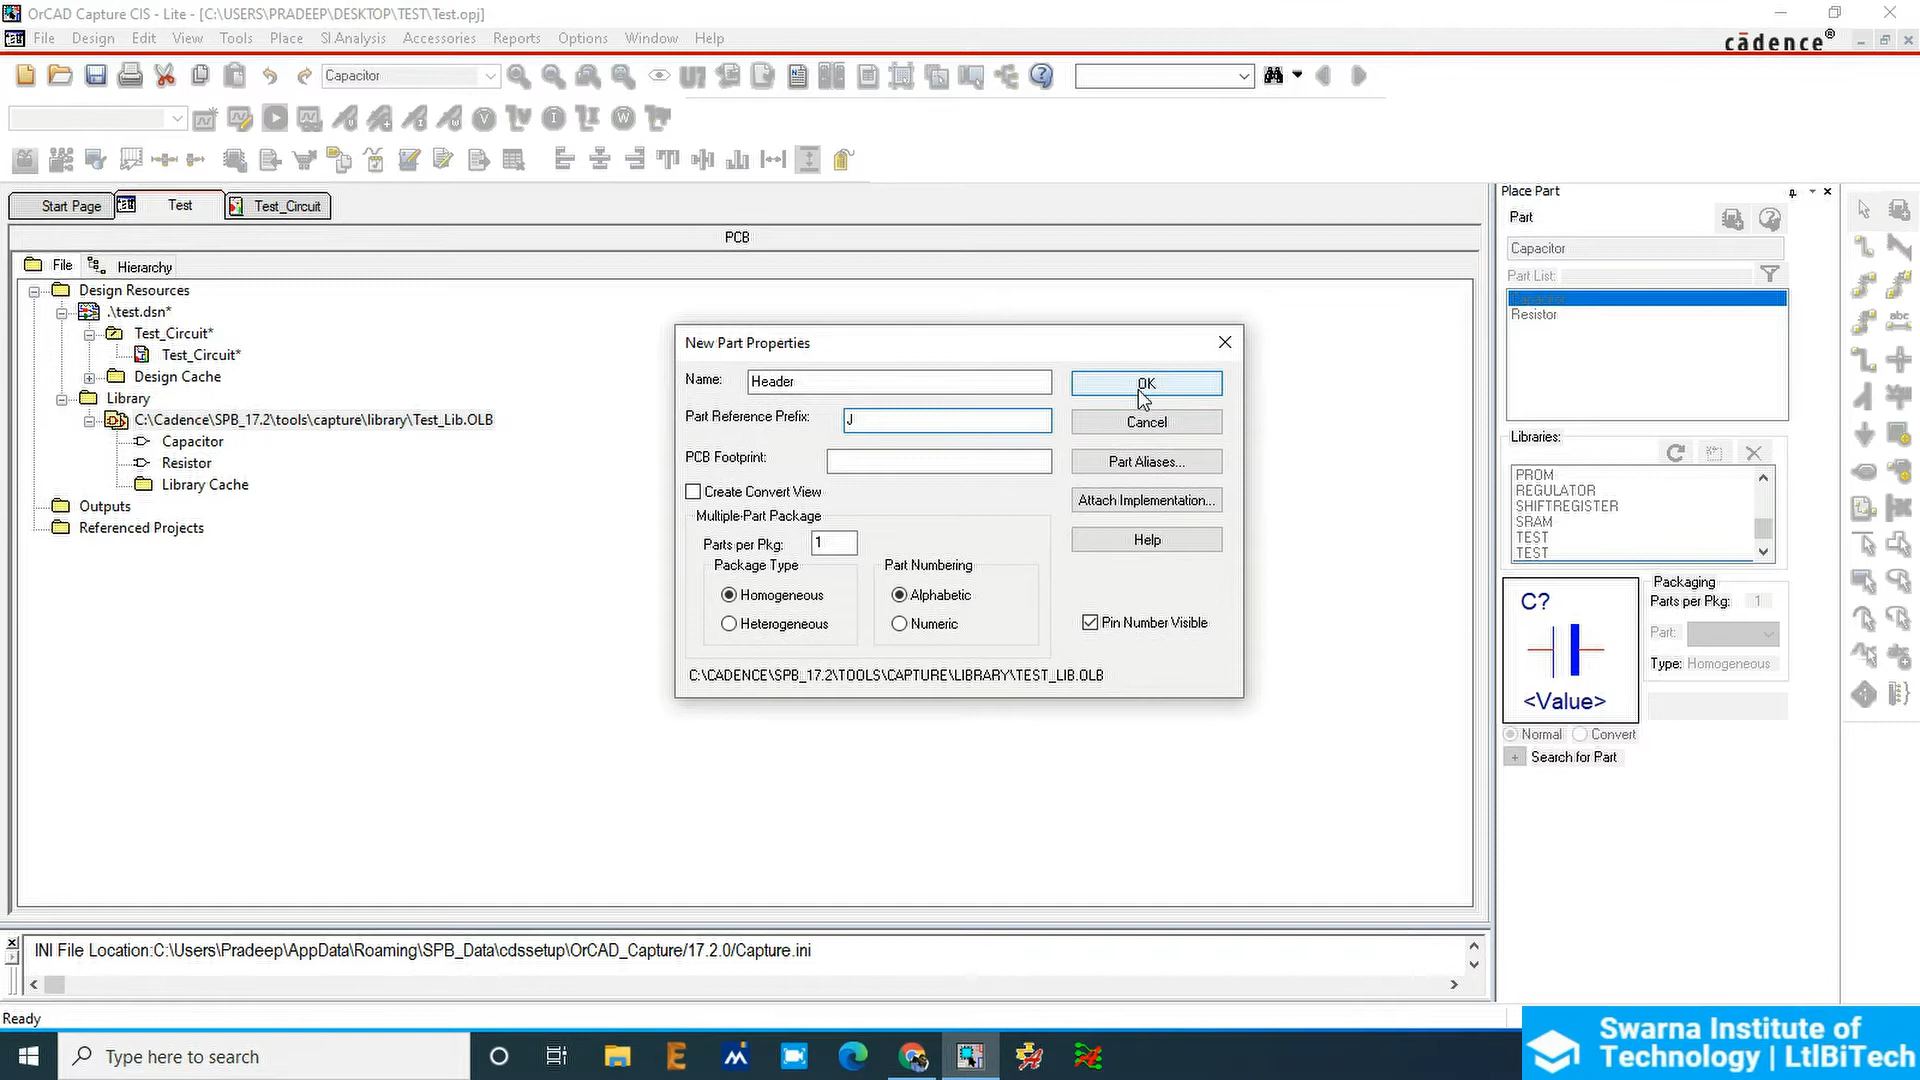 OrCAD Capture CIS - Lite - [C:\USERS\PRADEEP\DESKTOP\TEST\Test.opj]
File Design Edit View Tools Place SI Analysis Accessories Reports Options Window Help
cādence®
Capacitor
Start Page Test Test_Circuit
PCB
File Hierarchy
Design Resources
.\test.dsn*
Test_Circuit*
Test_Circuit*
Design Cache
Library
C:\Cadence\SPB_17.2\tools\capture\library\Test_Lib.OLB
Capacitor
Resistor
Library Cache
Outputs
Referenced Projects
New Part Properties
Name: Header
OK
Part Reference Prefix: J
Cancel
PCB Footprint:
Part Aliases...
Create Convert View
Attach Implementation...
Multiple-Part Package
Parts per Pkg: 1
Help
Package Type
Part Numbering
Homogeneous
Alphabetic
Heterogeneous
Numeric
Pin Number Visible
C:\CADENCE\SPB_17.2\TOOLS\CAPTURE\LIBRARY\TEST_LIB.OLB
Place Part
Part
Capacitor
Part List:
Capacitor
Resistor
Libraries:
PROM
REGULATOR
SHIFTREGISTER
SRAM
TEST
TEST
C?
<Value>
Packaging
Parts per Pkg: 1
Part:
Type: Homogeneous
Normal Convert
+ Search for Part
INI File Location:C:\Users\Pradeep\AppData\Roaming\SPB_Data\cdssetup\OrCAD_Capture/17.2.0/Capture.ini
Ready
Type here to search
Swarna Institute of
Technology | LtlBiTech